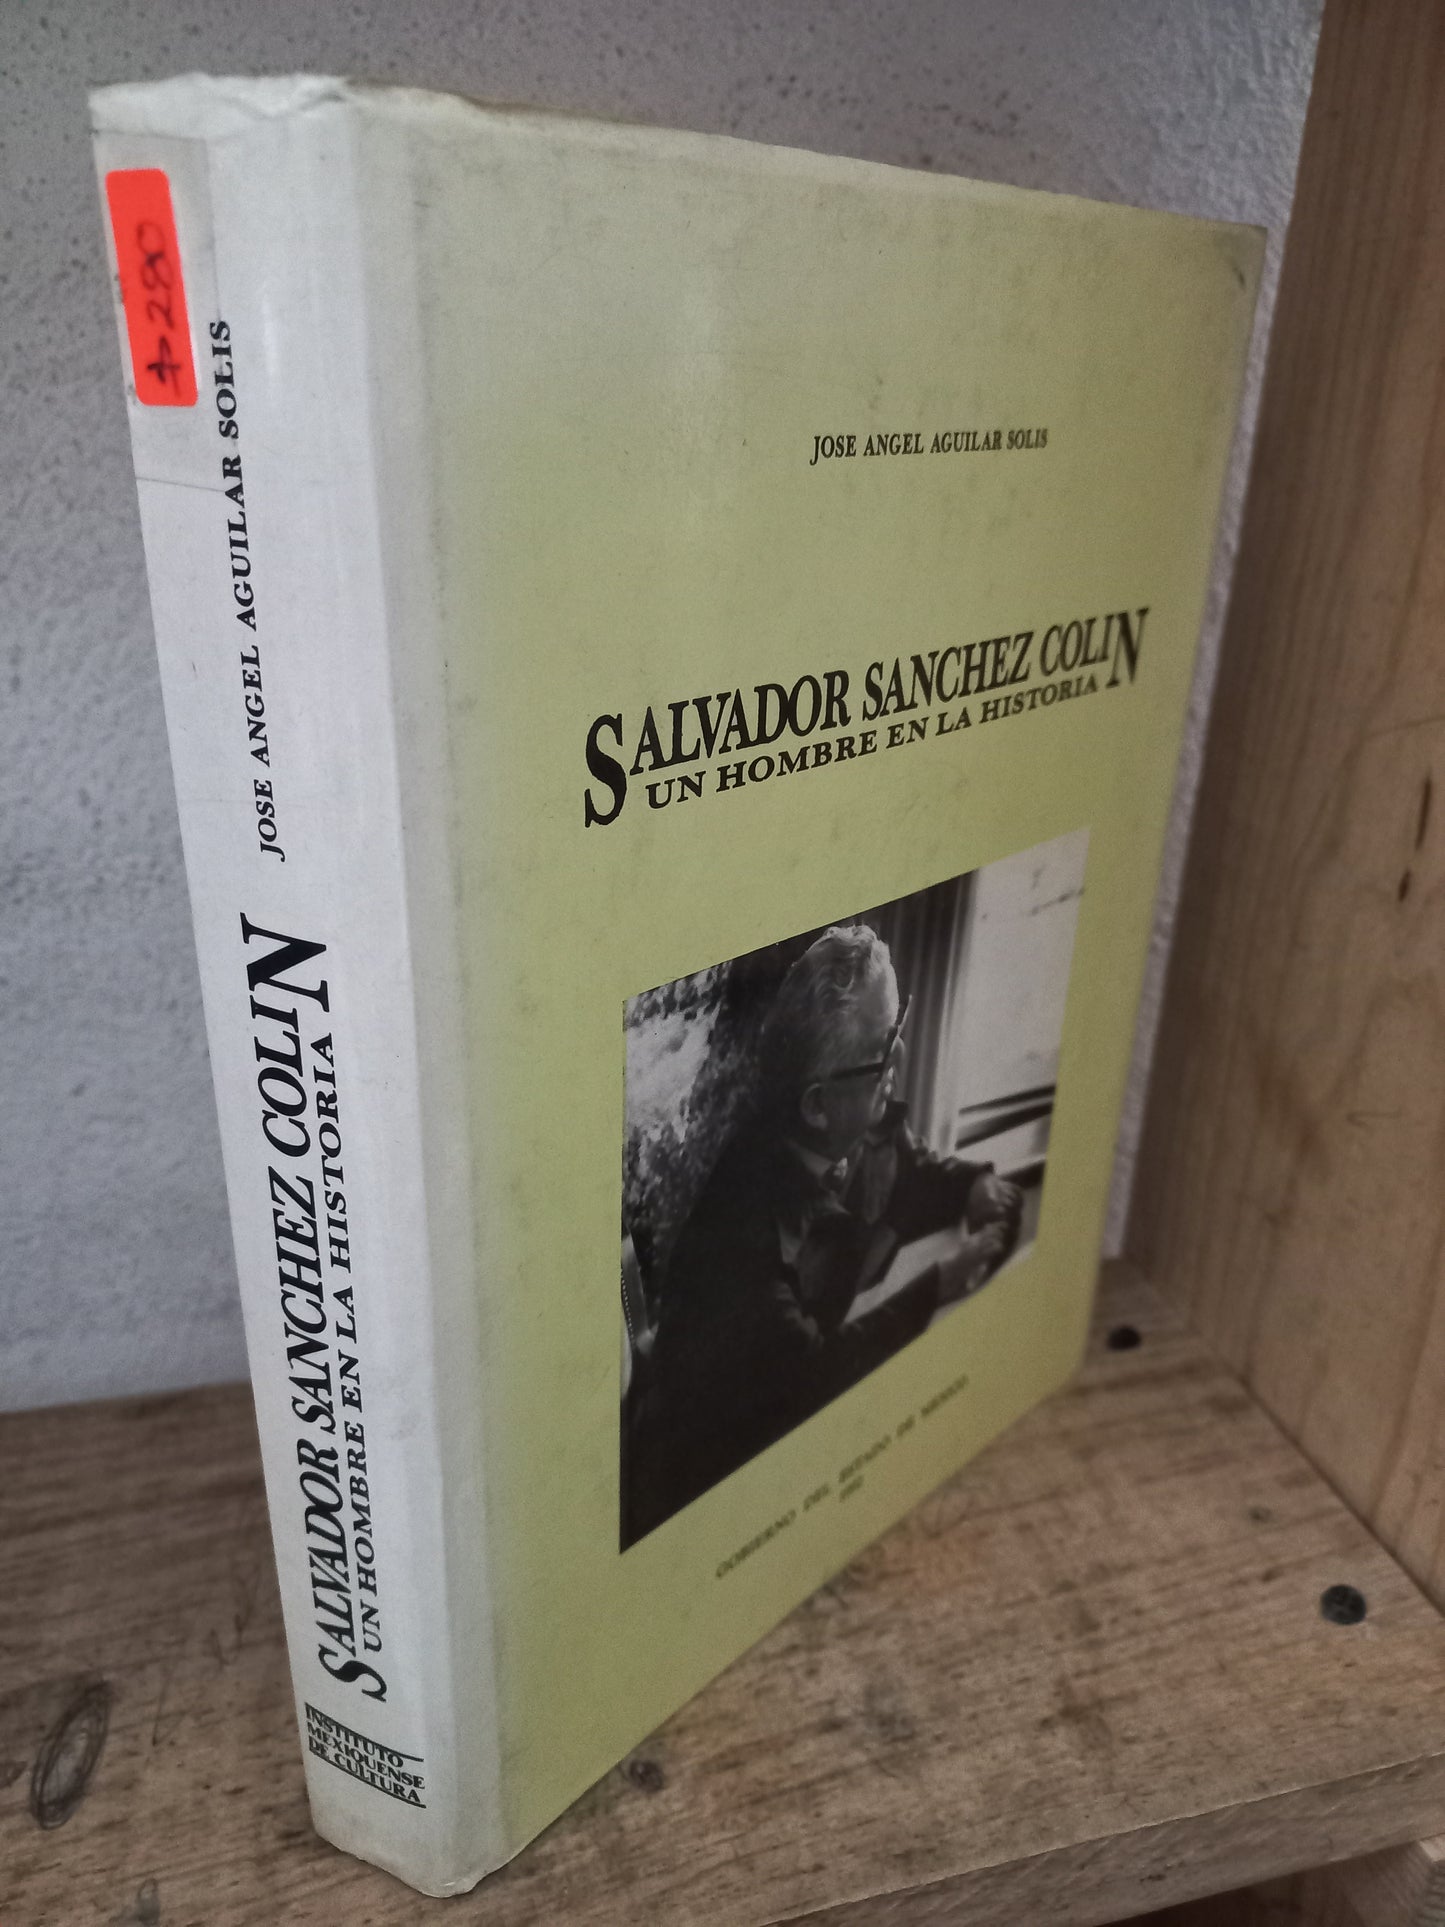 $280
JOSE ANGEL AGUILAR SOLIS
SALVADOR SANCHEZ COLIN
UN HOMBRE EN LA HISTORIA
INSTITUTO
MEXIQUENSE
DE CULTURA
JOSE ANGEL AGUILAR SOLIS
SALVADOR SANCHEZ COLIN
UN HOMBRE EN LA HISTORIA
GOBIERNO DEL ESTADO DE MEXICO